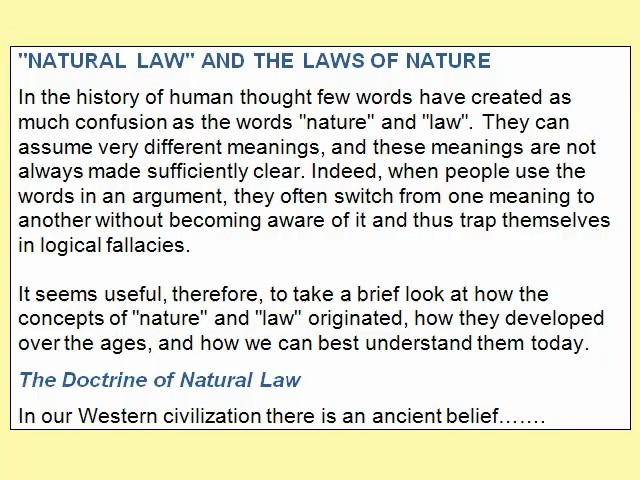 "NATURAL LAW" AND THE LAWS OF NATURE
In the history of human thought few words have created as
much confusion as the words "nature" and "law". They can
assume very different meanings, and these meanings are not
always made sufficiently clear. Indeed, when people use the
words in an argument, they often switch from one meaning to
another without becoming aware of it and thus trap themselves
in logical fallacies.
It seems useful, therefore, to take a brief look at how the
concepts of "nature" and "law" originated, how they developed
over the ages, and how we can best understand them today.
The Doctrine of Natural Law
In our Western civilization there is an ancient belief…….